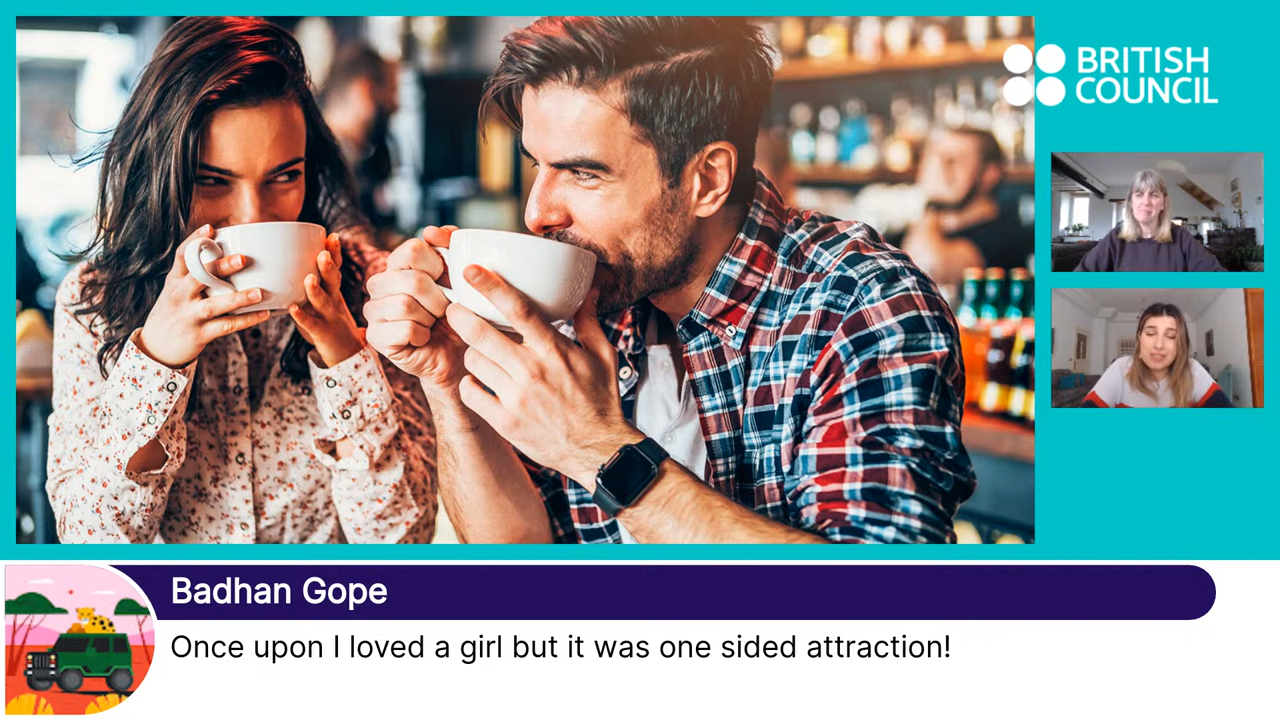 BRITISH
COUNCIL
Badhan Gope
Once upon I loved a girl but it was one sided attraction!